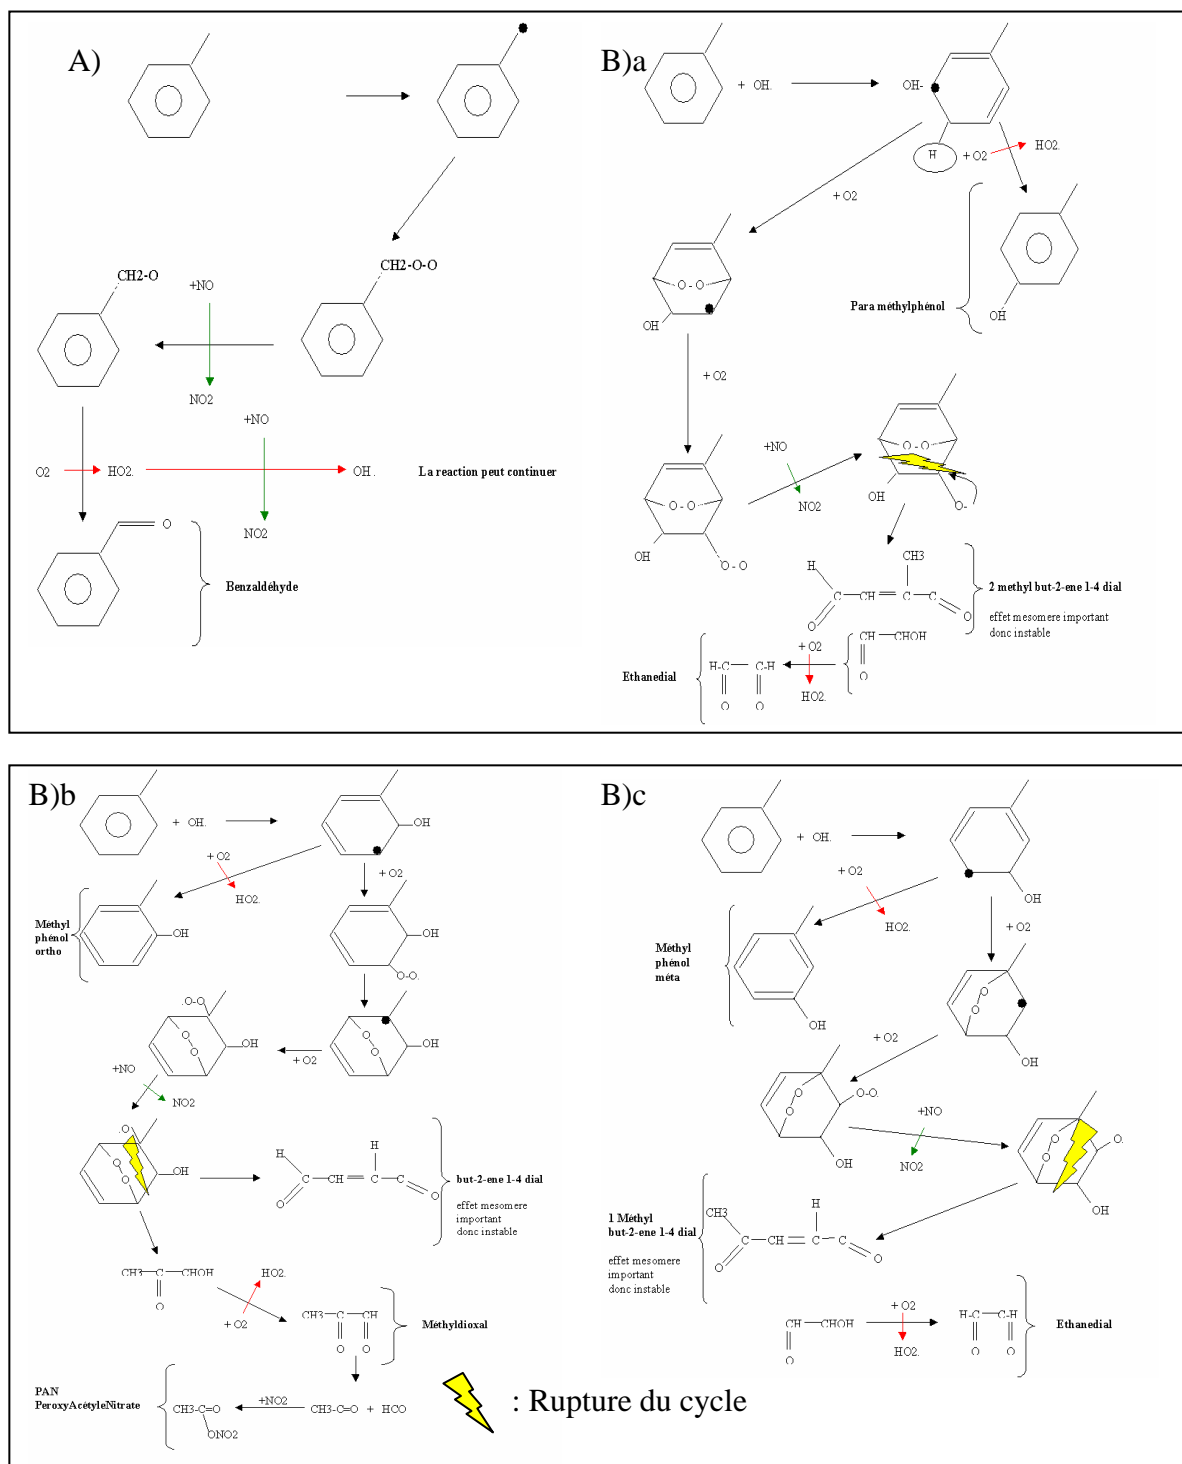 A)
CH2-O
+NO
NO2
CH2-O-O
+NO
O2
HO2.
OH.
La reaction peut continuer
NO2
O
Benzaldéhyde
B)a
+ OH.
OH-
H
+ O2
HO2.
+ O2
O - O
OH
Para méthylphénol
OH
+ O2
+NO
NO2
O - O
OH
O-
O - O
OH
O - O
H
CH3
CH
C
C
O
O
2 methyl but-2-ene 1-4 dial
effet mesomere important
donc instable
CH
CHOH
O
+ O2
HO2.
H-C
C-H
O
O
Ethanedial
B)b
+ OH.
OH
+ O2
HO2.
+ O2
Méthyl
phénol
ortho
OH
OH
O-O.
.O-O
O
O
OH
+ O2
O
O
OH
+NO
NO2
.O
O
O
OH
H
H
CH
C
O
O
but-2-ene 1-4 dial
effet mesomere
important
donc instable
CH3
C
CHOH
O
HO2.
+ O2
CH3
C
CH
O
O
Méthyldioxal
PAN
PeroxyAcétyleNitrate
CH3-C=O
ONO2
+NO2
CH3-C=O + HCO
: Rupture du cycle
B)c
+ OH.
OH
+ O2
HO2.
+ O2
Méthyl
phénol
méta
OH
O
O
OH
+ O2
O
O
O-O.
OH
+NO
NO2
O
O
O.
OH
1 Méthyl
but-2-ene 1-4 dial
effet mesomere
important
donc instable
CH3
H
C
CH
C
C
O
O
CH
CHOH
O
+ O2
HO2.
H-C
C-H
O
O
Ethanedial